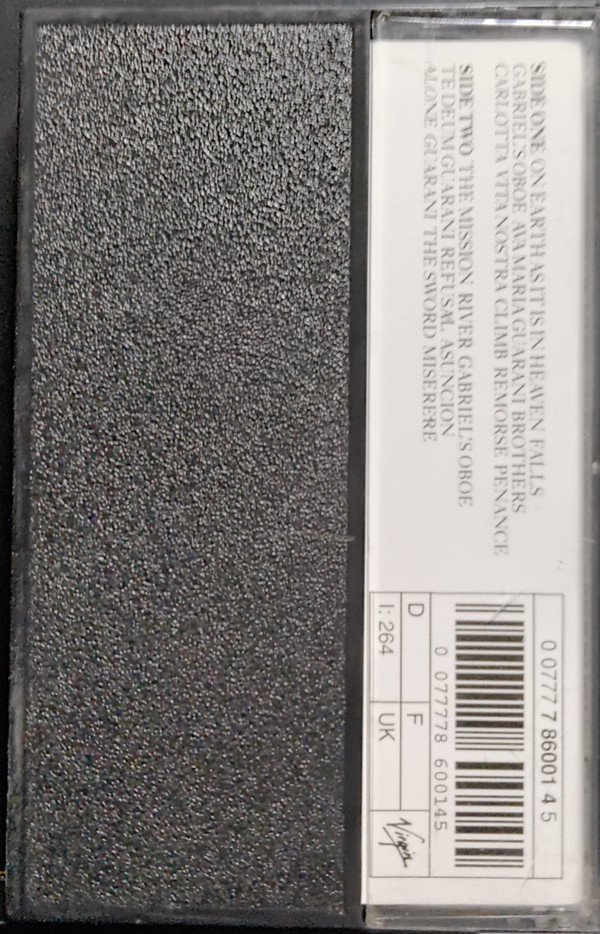 SIDE ONE ON EARTH AS IT IS IN HEAVEN FALLS
GABRIEL'S OBOE AVA MARIA GUARANI BROTHERS
CARLOTTA VITA NOSTRA CLIMB REMORSE PENANCE
SIDE TWO THE MISSION RIVER GABRIEL'S OBOE
TE DEUM GUARANI REFUSAL ASUNCION
ALONE GUARANI THE SWORD MISERERE
0 0777 7 86001 4 5
0 077778 600145
D F
I: 264 UK
Virgin